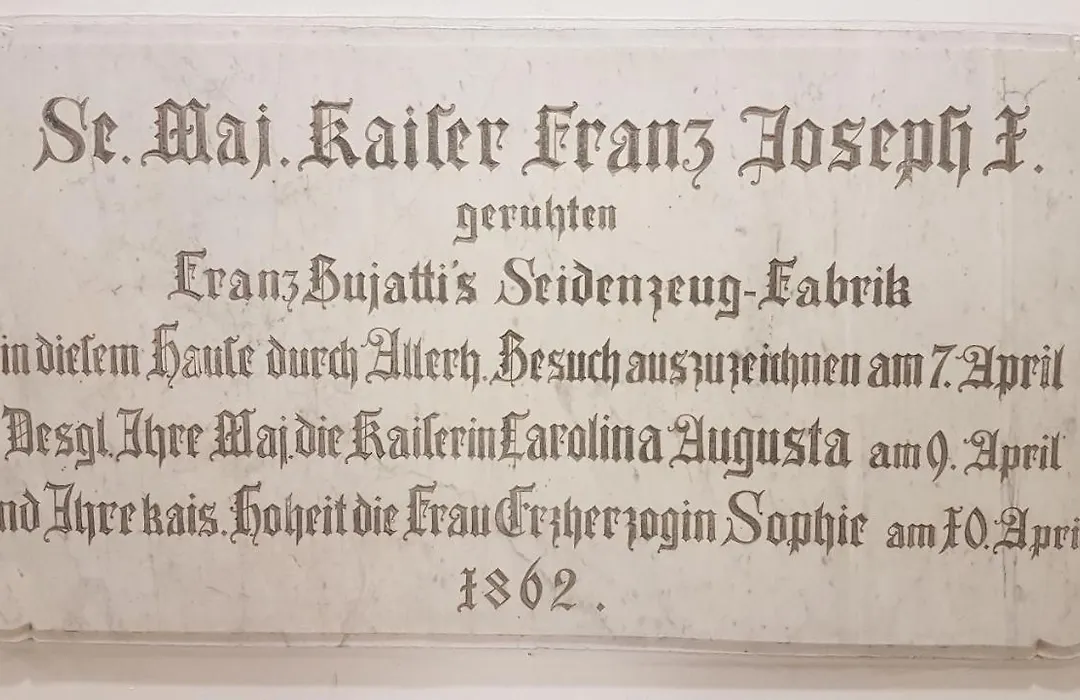 Se. Maj. Kaiſer Franz Joseph I.
geruhten
Franz Bujatti's Seidenzeug-Fabrik
in dieſem Hauſe durch Allerh. Besuch auszuzeichnen am 7. April
Desgl. Ihre Maj. die Kaiſerin Carolina Augusta am 9. April
nd Ihre kais. Hoheit die Frau Erzherzogin Sophie am 10. Apri
1862.